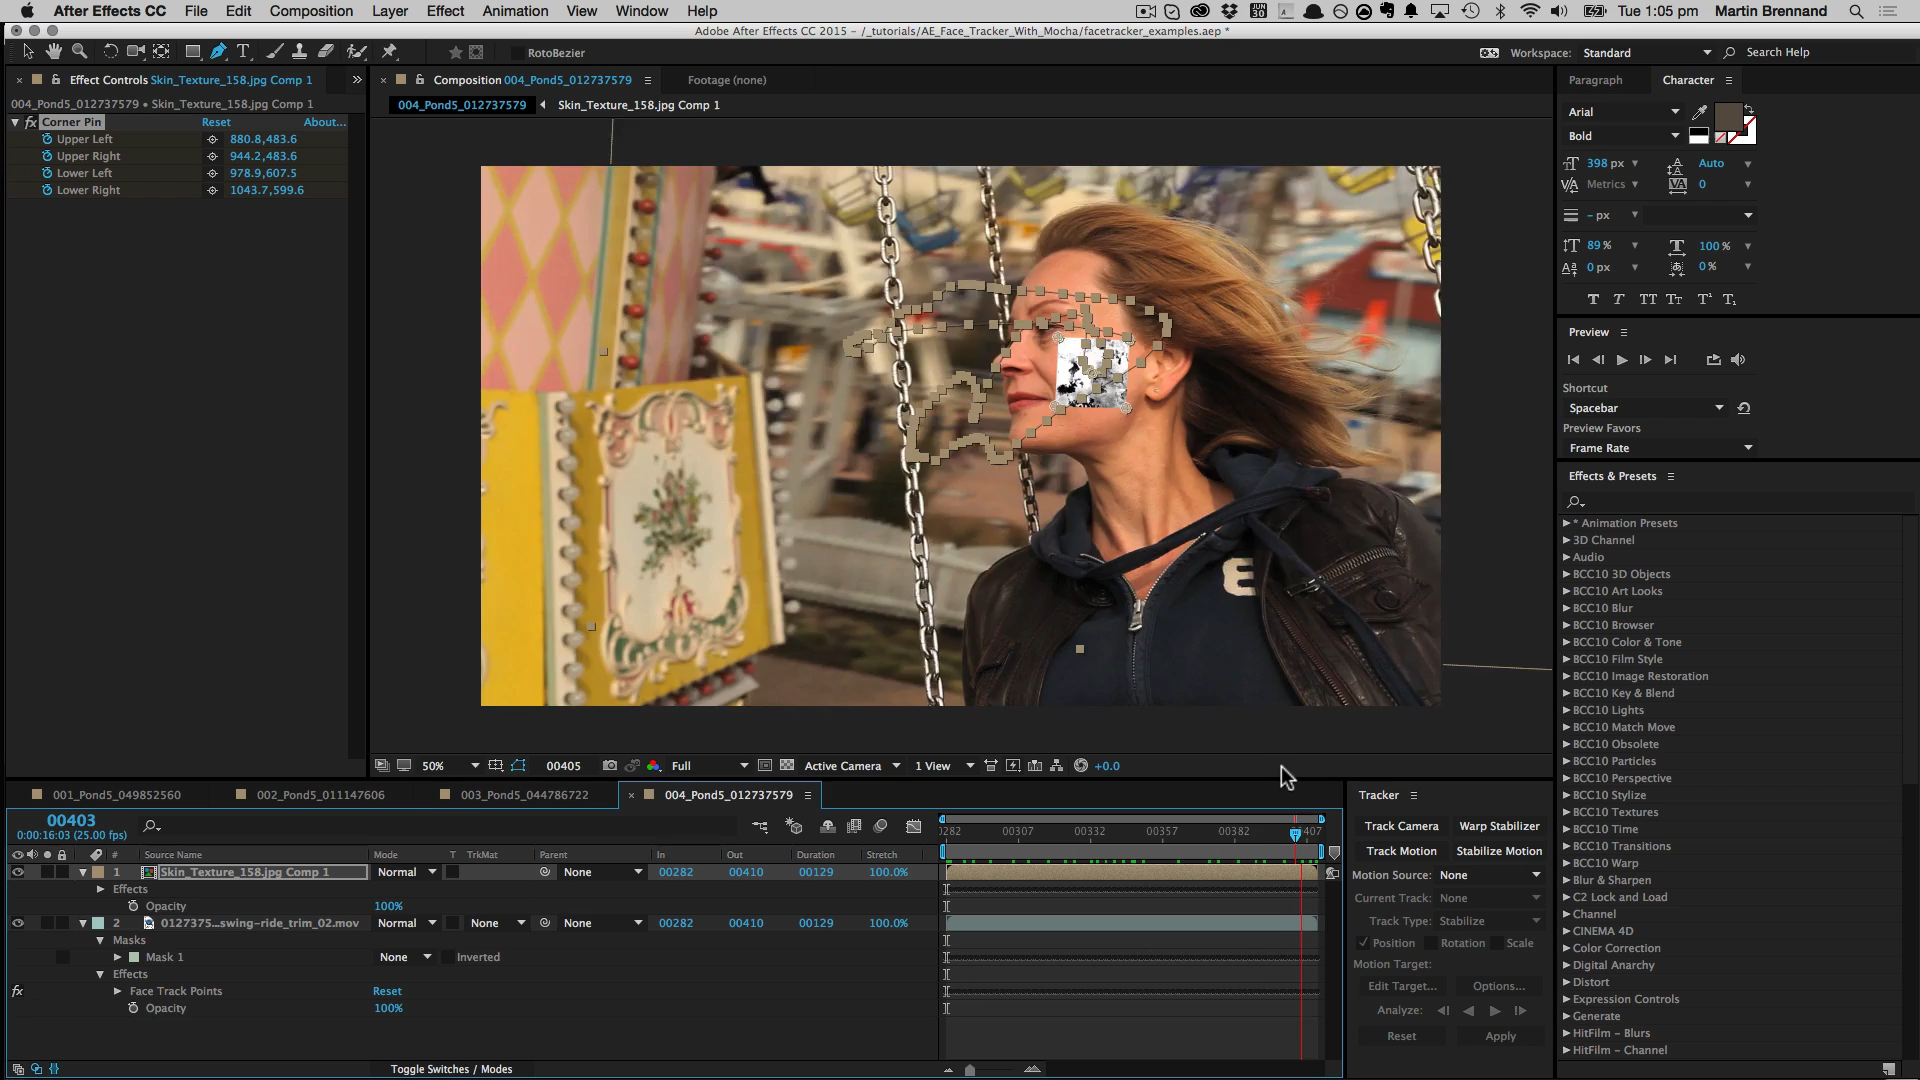 After Effects CC File Edit Composition Layer Effect Animation View Window Help
JUN 30 Tue 1:05 pm Martin Brennand
Adobe After Effects CC 2015 - /_tutorials/AE_Face_Tracker_With_Mocha/facetracker_examples.aep *
RotoBezier Workspace: Standard Search Help
Effect Controls Skin_Texture_158.jpg Comp 1
004_Pond5_012737579 • Skin_Texture_158.jpg Comp 1
fx Corner Pin Reset About...
Upper Left 880.8,483.6
Upper Right 944.2,483.6
Lower Left 978.9,607.5
Lower Right 1043.7,599.6
Composition 004_Pond5_012737579 Footage (none)
004_Pond5_012737579 Skin_Texture_158.jpg Comp 1
E
50% 00405 Full Active Camera 1 View +0.0
Paragraph Character
Arial
Bold
398 px Auto
Metrics 0
- px
89 % 100 %
0 px 0 %
T T TT Tr T¹ T₁
Preview
Shortcut
Spacebar
Preview Favors
Frame Rate
Effects & Presets
* Animation Presets
3D Channel
Audio
BCC10 3D Objects
BCC10 Art Looks
BCC10 Blur
BCC10 Browser
BCC10 Color & Tone
BCC10 Film Style
BCC10 Image Restoration
BCC10 Key & Blend
BCC10 Lights
BCC10 Match Move
BCC10 Obsolete
BCC10 Particles
BCC10 Perspective
BCC10 Stylize
BCC10 Textures
BCC10 Time
BCC10 Transitions
BCC10 Warp
Blur & Sharpen
C2 Lock and Load
Channel
CINEMA 4D
Color Correction
Digital Anarchy
Distort
Expression Controls
Generate
HitFilm - Blurs
HitFilm - Channel
001_Pond5_049852560 002_Pond5_011147606 003_Pond5_044786722 004_Pond5_012737579
00403
0:00:16:03 (25.00 fps)
0282 00307 00332 00357 00382 407
# Source Name Mode T TrkMat Parent In Out Duration Stretch
1 Skin_Texture_158.jpg Comp 1 Normal None 00282 00410 00129 100.0%
Effects
Opacity 100%
2 0127375...swing-ride_trim_02.mov Normal None None 00282 00410 00129 100.0%
Masks
Mask 1 None Inverted
Effects
fx Face Track Points Reset
Opacity 100%
Toggle Switches / Modes
Tracker
Track Camera Warp Stabilizer
Track Motion Stabilize Motion
Motion Source: None
Current Track: None
Track Type: Stabilize
Position Rotation Scale
Motion Target:
Edit Target... Options...
Analyze:
Reset Apply